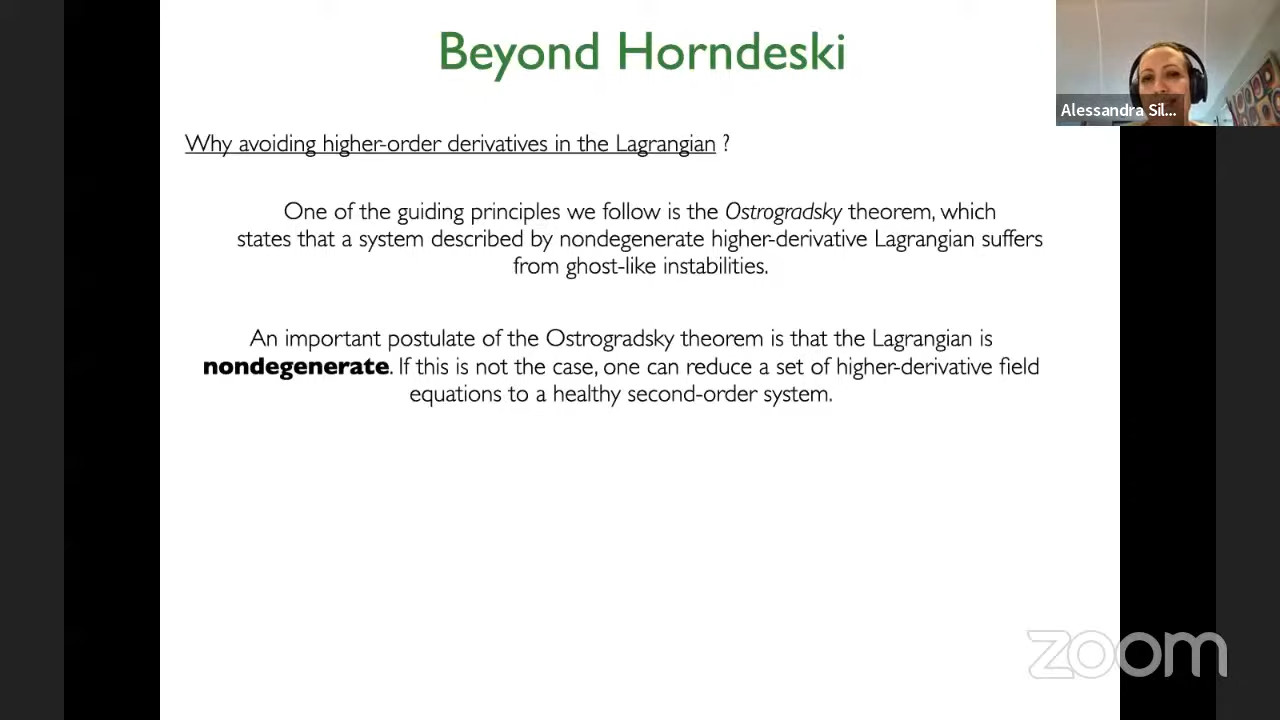 Beyond Horndeski
Alessandra Sil...
Why avoiding higher-order derivatives in the Lagrangian ?
One of the guiding principles we follow is the Ostrogradsky theorem, which
states that a system described by nondegenerate higher-derivative Lagrangian suffers
from ghost-like instabilities.
An important postulate of the Ostrogradsky theorem is that the Lagrangian is
nondegenerate. If this is not the case, one can reduce a set of higher-derivative field
equations to a healthy second-order system.
zoom